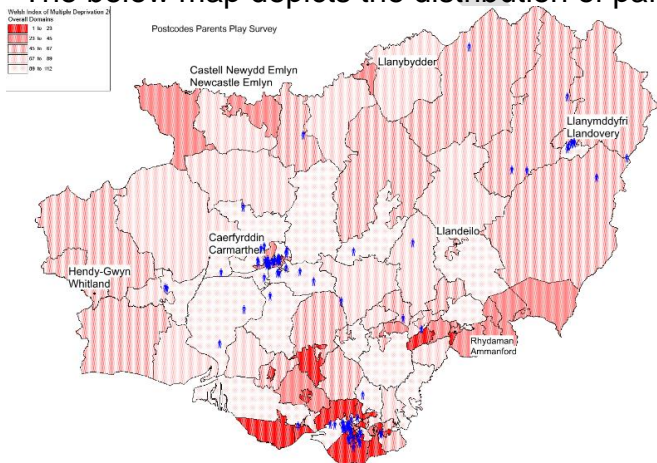 The below map depicts the distribution of par
Welsh Index of Multiple Deprivation 2
Overall Domains
1 to 23
23 to 45
45 to 67
67 to 89
89 to 112
Postcodes Parents Play Survey
Llanybydder
Castell Newydd Emlyn
Newcastle Emlyn
Llanymddyfri
Llandovery
Caerfyrddin
Carmarthen
Llandeilo
Hendy-Gwyn
Whitland
Rhydaman
Ammanford